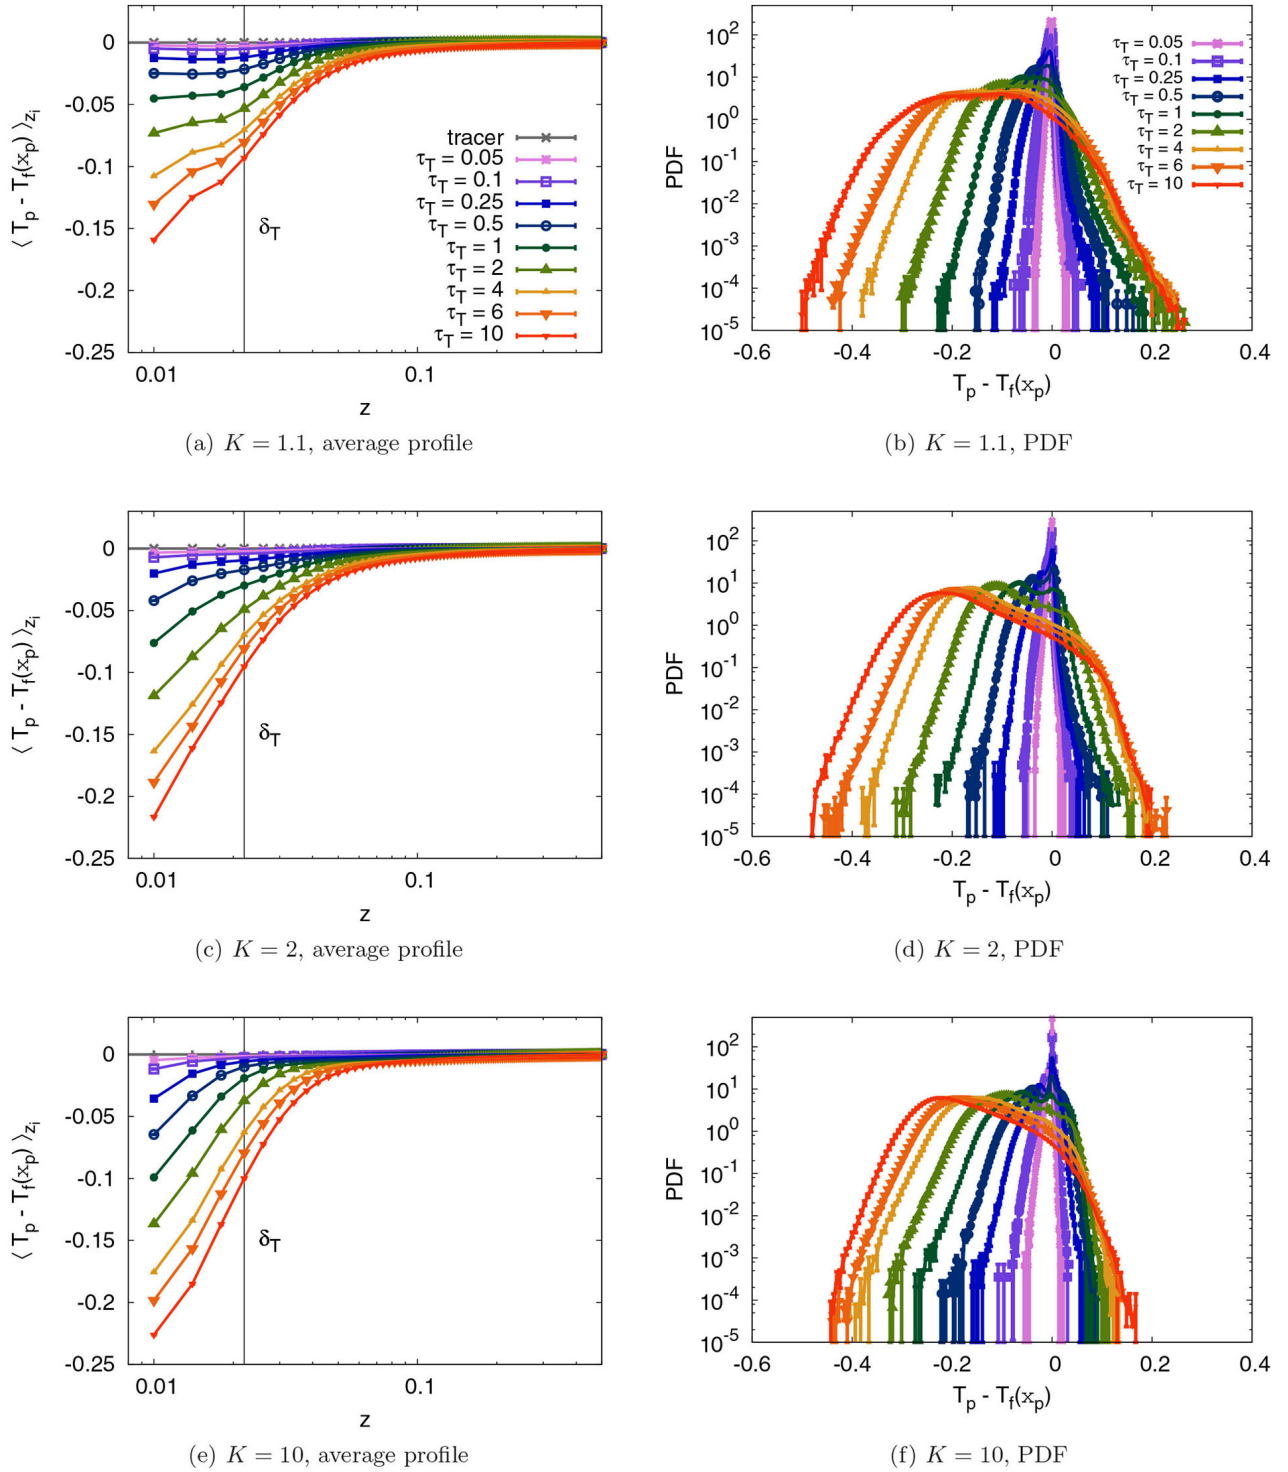 0
-0.05
-0.1
-0.15
-0.2
-0.25
0.01
0.1
z
⟨ T_p - T_f(x_p) ⟩_{z_i}
δ_T
tracer
τ_T = 0.05
τ_T = 0.1
τ_T = 0.25
τ_T = 0.5
τ_T = 1
τ_T = 2
τ_T = 4
τ_T = 6
τ_T = 10
(a) K = 1.1, average profile
10^2
10^1
10^0
10^-1
10^-2
10^-3
10^-4
10^-5
-0.6
-0.4
-0.2
0
0.2
0.4
PDF
T_p - T_f(x_p)
τ_T = 0.05
τ_T = 0.1
τ_T = 0.25
τ_T = 0.5
τ_T = 1
τ_T = 2
τ_T = 4
τ_T = 6
τ_T = 10
(b) K = 1.1, PDF
0
-0.05
-0.1
-0.15
-0.2
-0.25
0.01
0.1
z
⟨ T_p - T_f(x_p) ⟩_{z_i}
δ_T
(c) K = 2, average profile
10^2
10^1
10^0
10^-1
10^-2
10^-3
10^-4
10^-5
-0.6
-0.4
-0.2
0
0.2
0.4
PDF
T_p - T_f(x_p)
(d) K = 2, PDF
0
-0.05
-0.1
-0.15
-0.2
-0.25
0.01
0.1
z
⟨ T_p - T_f(x_p) ⟩_{z_i}
δ_T
(e) K = 10, average profile
10^2
10^1
10^0
10^-1
10^-2
10^-3
10^-4
10^-5
-0.6
-0.4
-0.2
0
0.2
0.4
PDF
T_p - T_f(x_p)
(f) K = 10, PDF